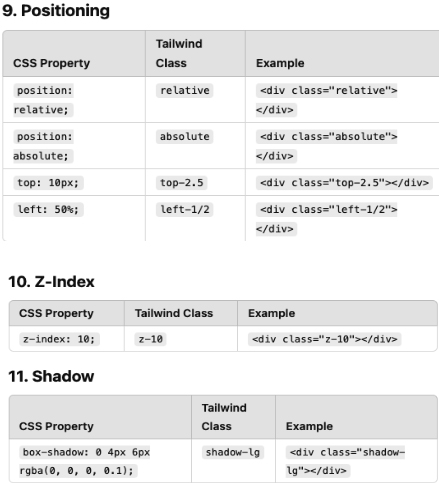 9. Positioning
CSS Property Tailwind Class Example
position: relative; relative <div class="relative"></div>
position: absolute; absolute <div class="absolute"></div>
top: 10px; top-2.5 <div class="top-2.5"></div>
left: 50%; left-1/2 <div class="left-1/2"></div>
10. Z-Index
CSS Property Tailwind Class Example
z-index: 10; z-10 <div class="z-10"></div>
11. Shadow
CSS Property Tailwind Class Example
box-shadow: 0 4px 6px rgba(0, 0, 0, 0.1); shadow-lg <div class="shadow-lg"></div>